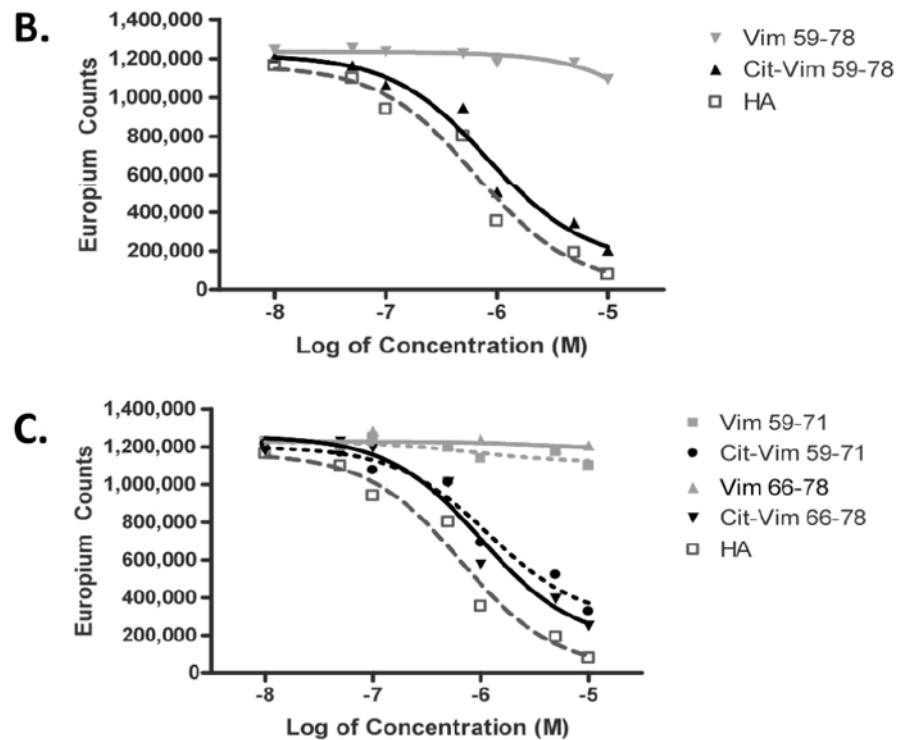 B.
1,400,000
1,200,000
1,000,000
800,000
600,000
400,000
200,000
0
Europium Counts
-8 -7 -6 -5
Log of Concentration (M)
Vim 59-78
Cit-Vim 59-78
HA
C.
1,400,000
1,200,000
1,000,000
800,000
600,000
400,000
200,000
0
Europium Counts
-8 -7 -6 -5
Log of Concentration (M)
Vim 59-71
Cit-Vim 59-71
Vim 66-78
Cit-Vim 66-78
HA